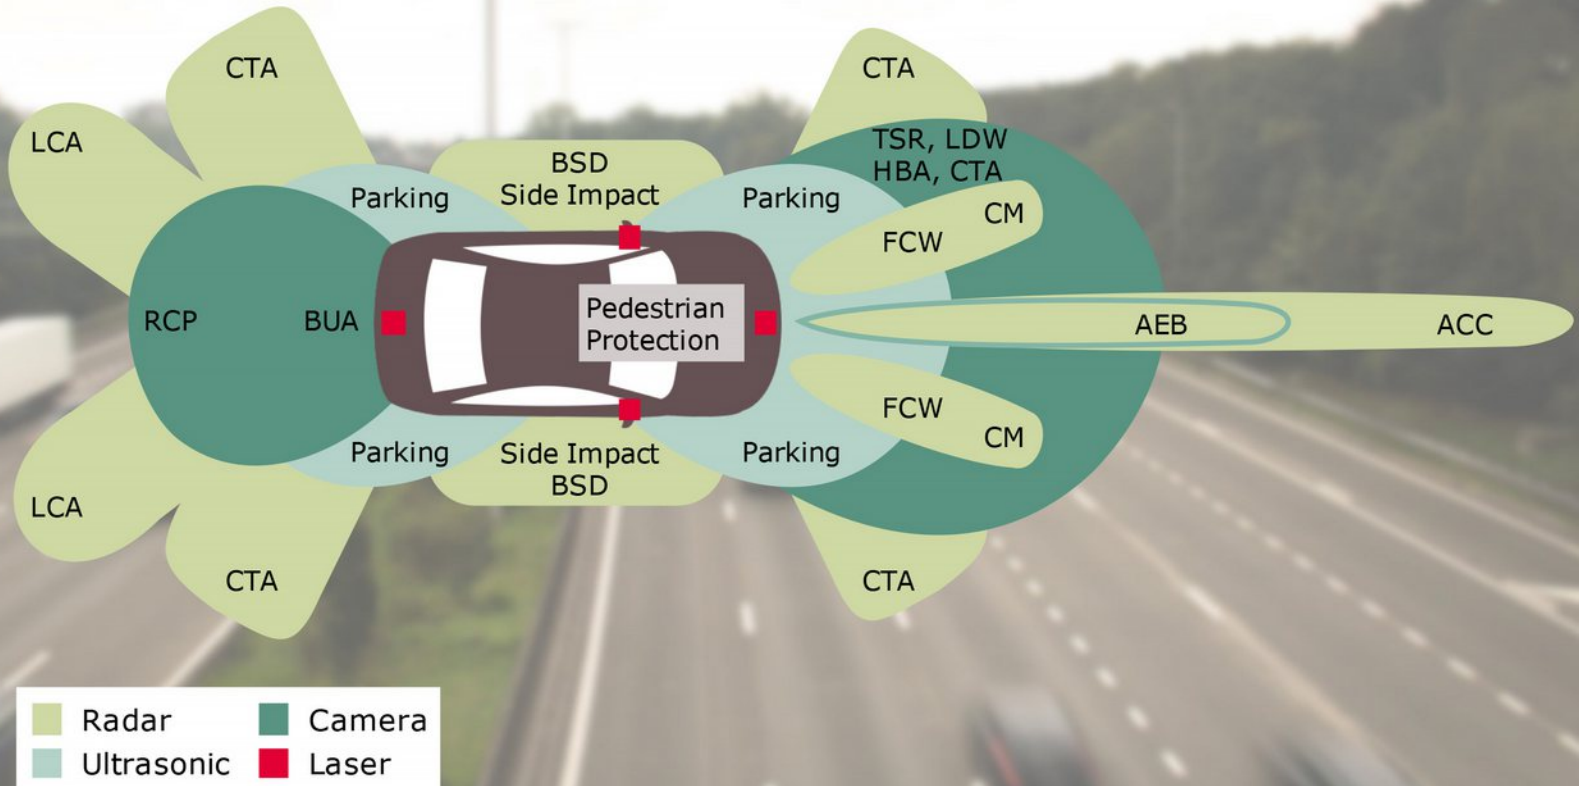 CTA
CTA
LCA
TSR, LDW
HBA, CTA
BSD
Side Impact
Parking
Parking
CM
FCW
RCP
BUA
Pedestrian
Protection
AEB
ACC
FCW
CM
Parking
Side Impact
BSD
Parking
LCA
CTA
CTA
Radar
Camera
Ultrasonic
Laser